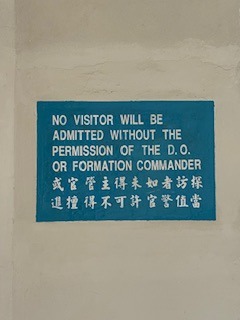 NO VISITOR WILL BE
ADMITTED WITHOUT THE
PERMISSION OF THE D.O.
OR FORMATION COMMANDER
探訪者如未得主管官或
當值警官許可不得擅進